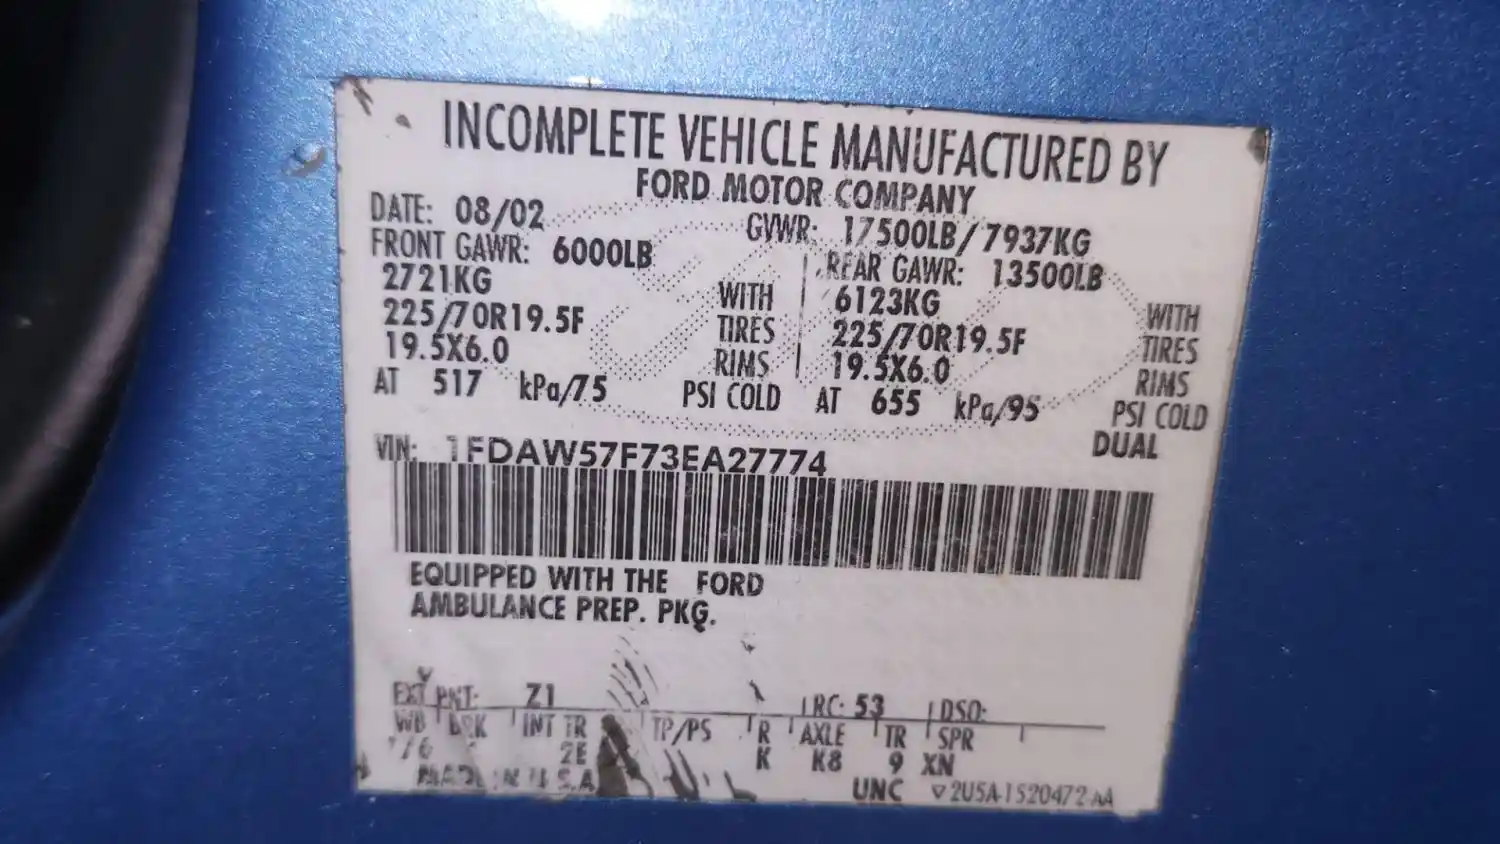 INCOMPLETE VEHICLE MANUFACTURED BY
FORD MOTOR COMPANY
DATE: 08/02 GVWR: 17500LB/7937KG
FRONT GAWR: 6000LB REAR GAWR: 13500LB
2721KG WITH 6123KG WITH
225/70R19.5F TIRES 225/70R19.5F TIRES
19.5X6.0 RIMS 19.5X6.0 RIMS
AT 517 kPa/75 PSI COLD AT 655 kPa/95 PSI COLD
DUAL
VIN: 1FDAW57F73EA27774
EQUIPPED WITH THE FORD
AMBULANCE PREP. PKG.
EXT PNT: Z1 RC: 53 DSO:
WB BRK INT TR TP/PS R AXLE TR SPR
2E K K8 9 XN
MADE IN U.S.A
UNC 2U5A-1520472-AA